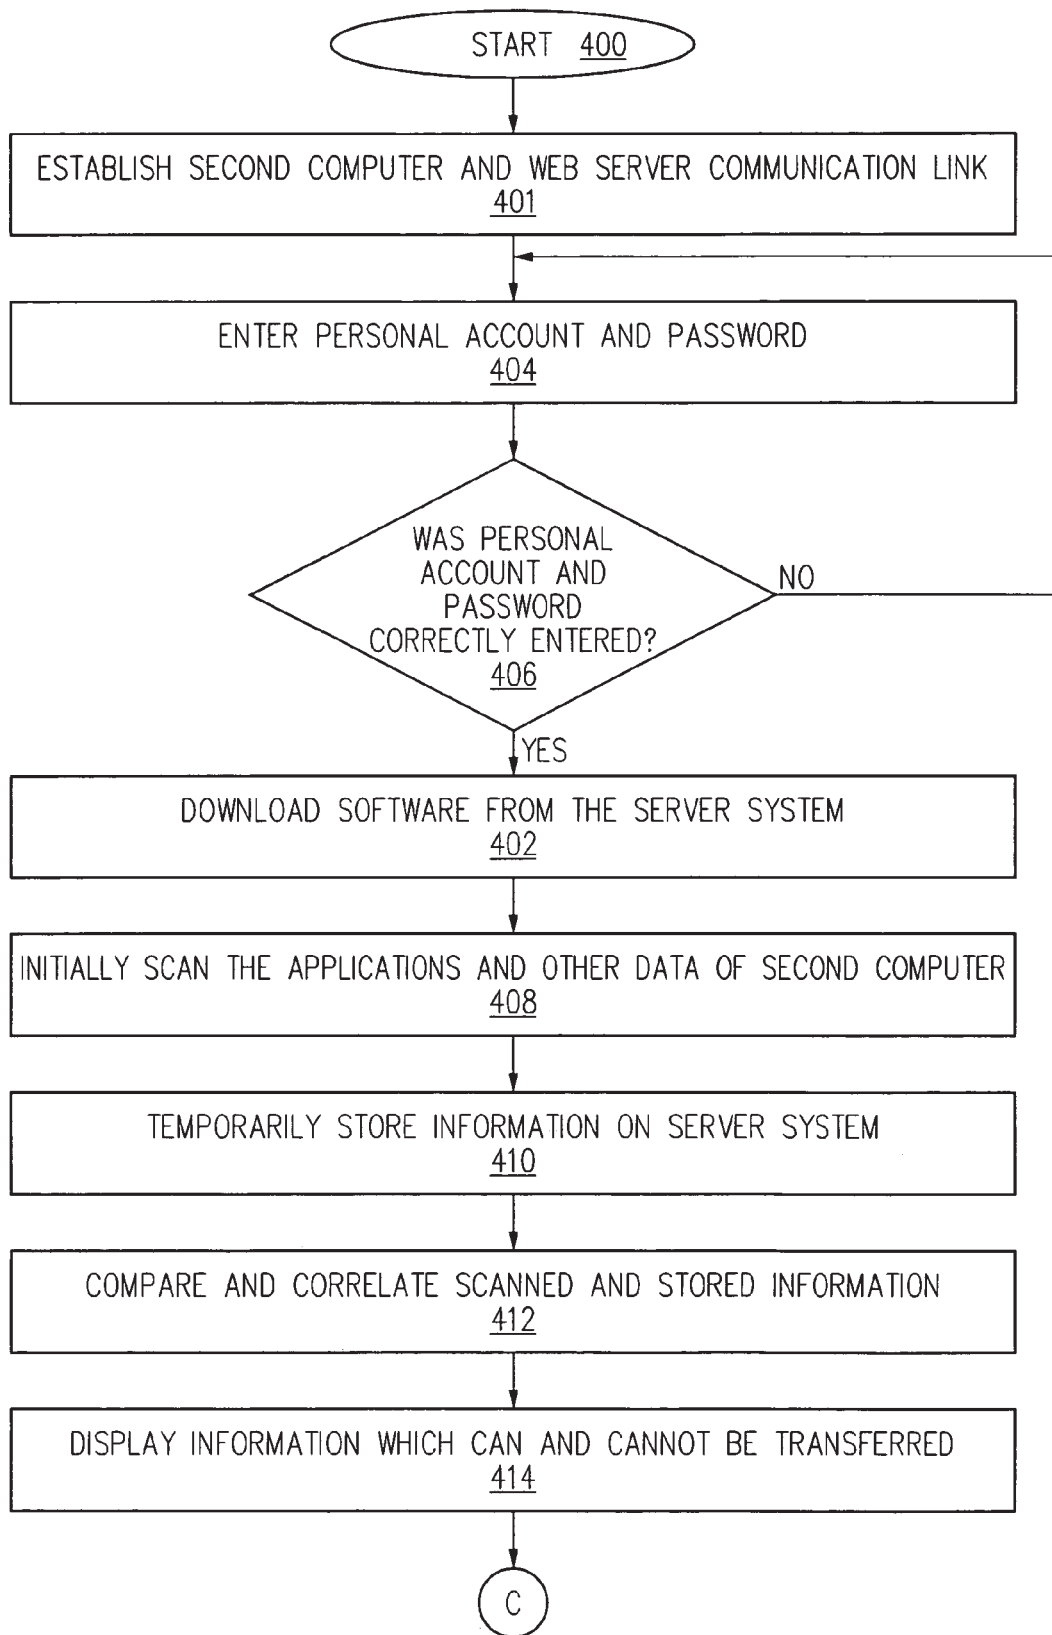 START 400
ESTABLISH SECOND COMPUTER AND WEB SERVER COMMUNICATION LINK
401
ENTER PERSONAL ACCOUNT AND PASSWORD
404
WAS PERSONAL
ACCOUNT AND
PASSWORD
CORRECTLY ENTERED?
406
NO
YES
DOWNLOAD SOFTWARE FROM THE SERVER SYSTEM
402
INITIALLY SCAN THE APPLICATIONS AND OTHER DATA OF SECOND COMPUTER
408
TEMPORARILY STORE INFORMATION ON SERVER SYSTEM
410
COMPARE AND CORRELATE SCANNED AND STORED INFORMATION
412
DISPLAY INFORMATION WHICH CAN AND CANNOT BE TRANSFERRED
414
C